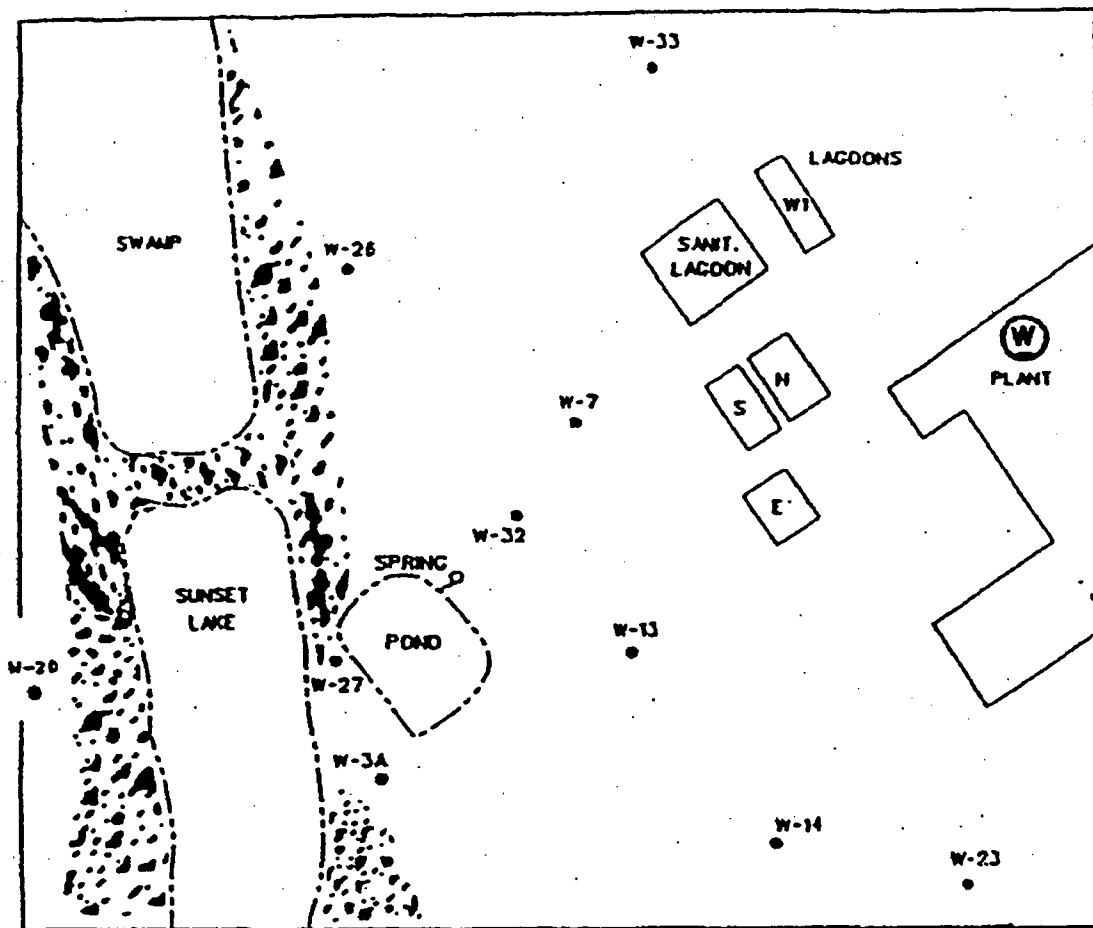 W-33
LAGOONS
W1
SANIT.
LAGOON
SWAMP
W-26
W
PLANT
N
S
W-7
E
W-32
SPRING
SUNSET
LAKE
POND
W-13
W-20
W-27
W-3A
W-14
W-23